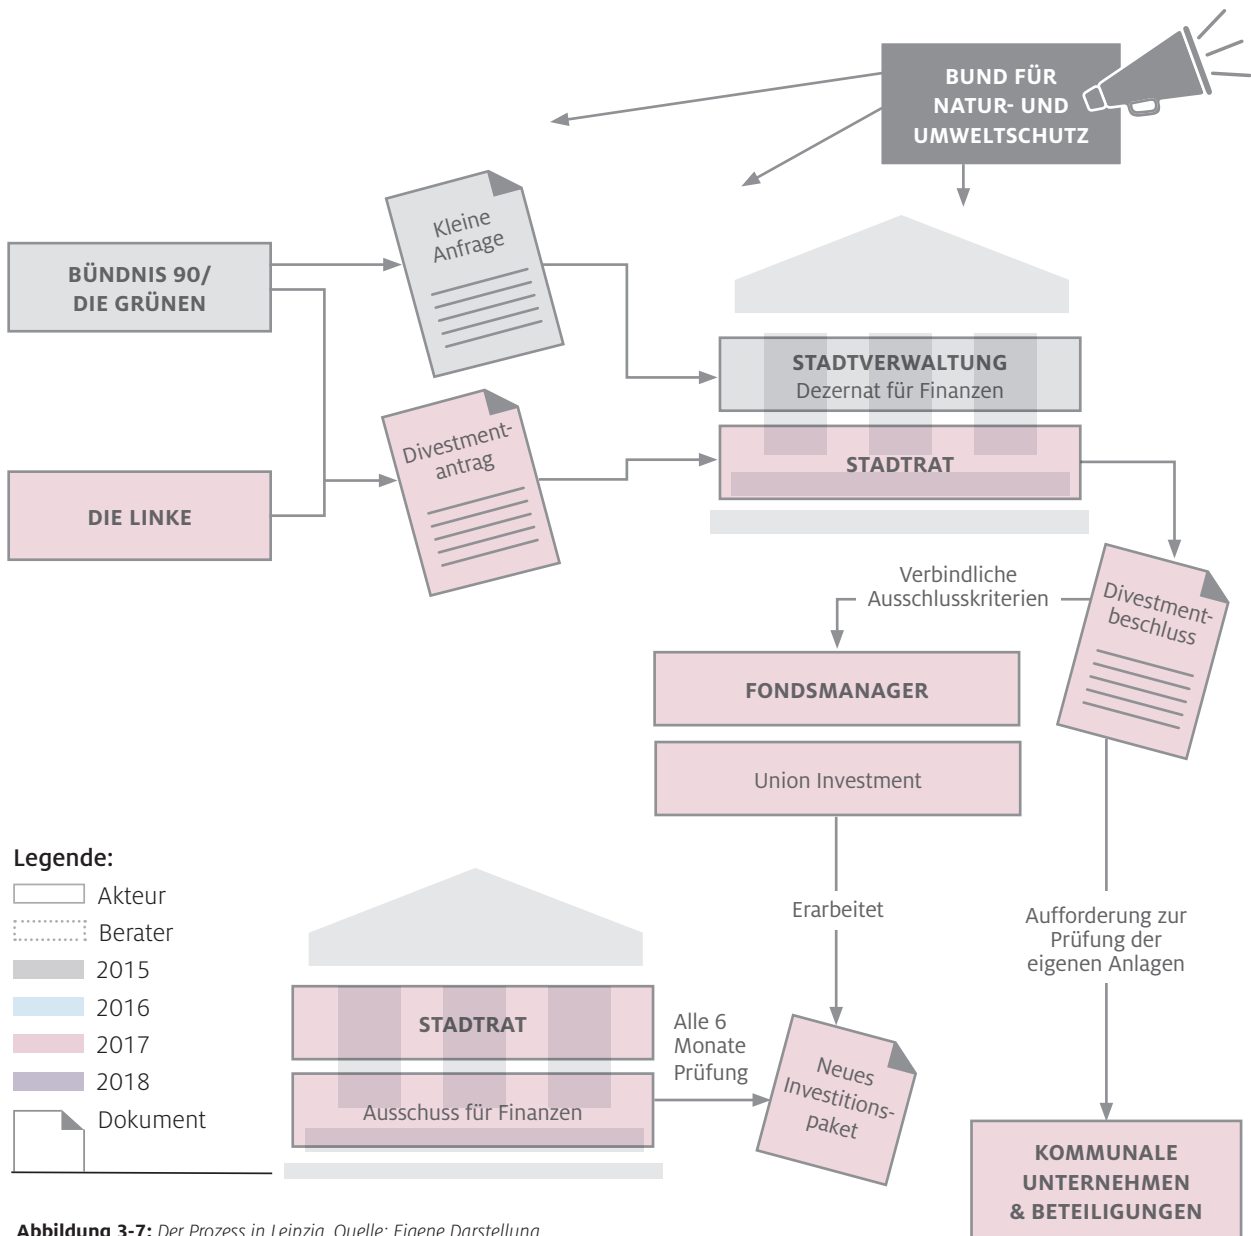 BUND FÜR
NATUR- UND
UMWELTSCHUTZ
Kleine
Anfrage
BÜNDNIS 90/
DIE GRÜNEN
STADTVERWALTUNG
Dezernat für Finanzen
Divestment-
antrag
STADTRAT
DIE LINKE
Verbindliche
Ausschlusskriterien
Divestment-
beschluss
FONDSMANAGER
Union Investment
Legende:
Akteur
Berater
2015
2016
2017
2018
Dokument
Erarbeitet
Aufforderung zur
Prüfung der
eigenen Anlagen
STADTRAT
Ausschuss für Finanzen
Alle 6
Monate
Prüfung
Neues
Investitions-
paket
KOMMUNALE
UNTERNEHMEN
& BETEILIGUNGEN
Abbildung 3-7: Der Prozess in Leipzig. Quelle: Eigene Darstellung